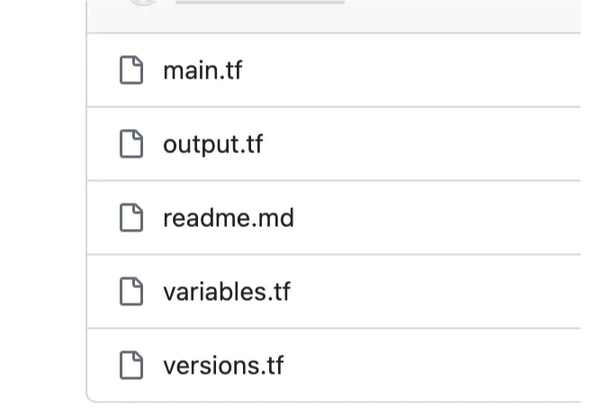 main.tf
output.tf
readme.md
variables.tf
versions.tf